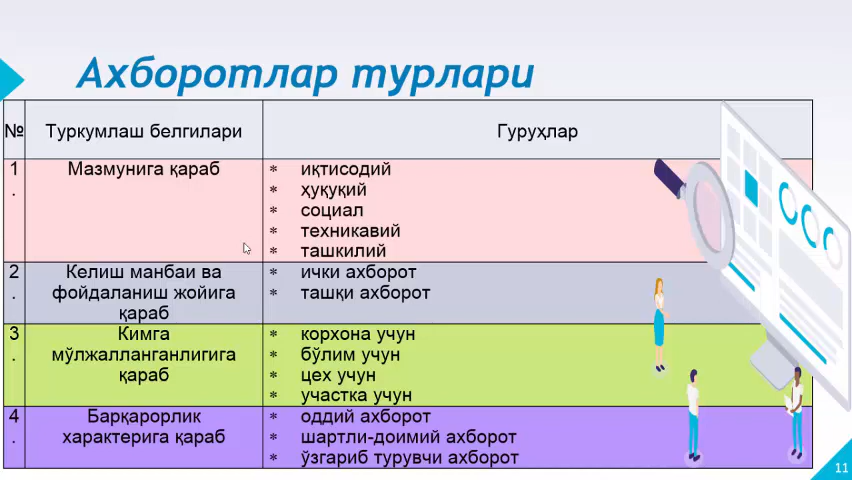 Ахборотлар турлари
№ Туркумлаш белгилари Гуруҳлар
1. Мазмунига қараб
* иқтисодий
* ҳуқуқий
* социал
* техникавий
* ташкилий
2. Келиш манбаи ва
фойдаланиш жойига
қараб
* ички ахборот
* ташқи ахборот
3. Кимга
мўлжалланганлигига
қараб
* корхона учун
* бўлим учун
* цех учун
* участка учун
4. Барқарорлик
характерига қараб
* оддий ахборот
* шартли-доимий ахборот
* ўзгариб турувчи ахборот
11